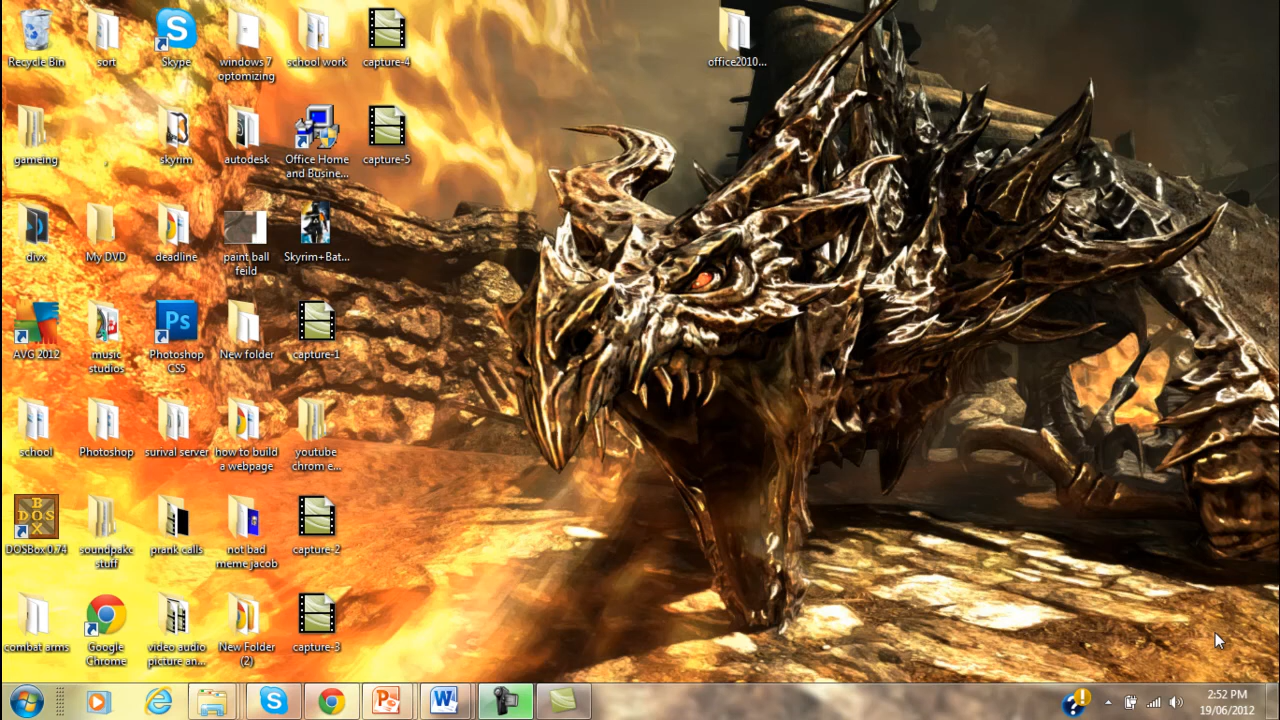 Recycle Bin
sort
S
Skype
windows 7
optomizing
school work
capture-4
office2010...
gameing
.
skyrim
autodesk
Office Home
and Busine...
capture-5
divx
My DVD
deadline
paint ball
feild
Skyrim+Bat...
AVG 2012
music
studios
Ps
Photoshop
CS5
New folder
capture-1
school
Photoshop
surival server
how to build
a webpage
youtube
chrom e...
B
DOS
X
DOSBox 0.74
soundpakc
stuff
prank calls
not bad
meme jacob
capture-2
combat arms
Google
Chrome
video audio
picture an...
New Folder
(2)
capture-3
S
P
W
2:52 PM
19/06/2012